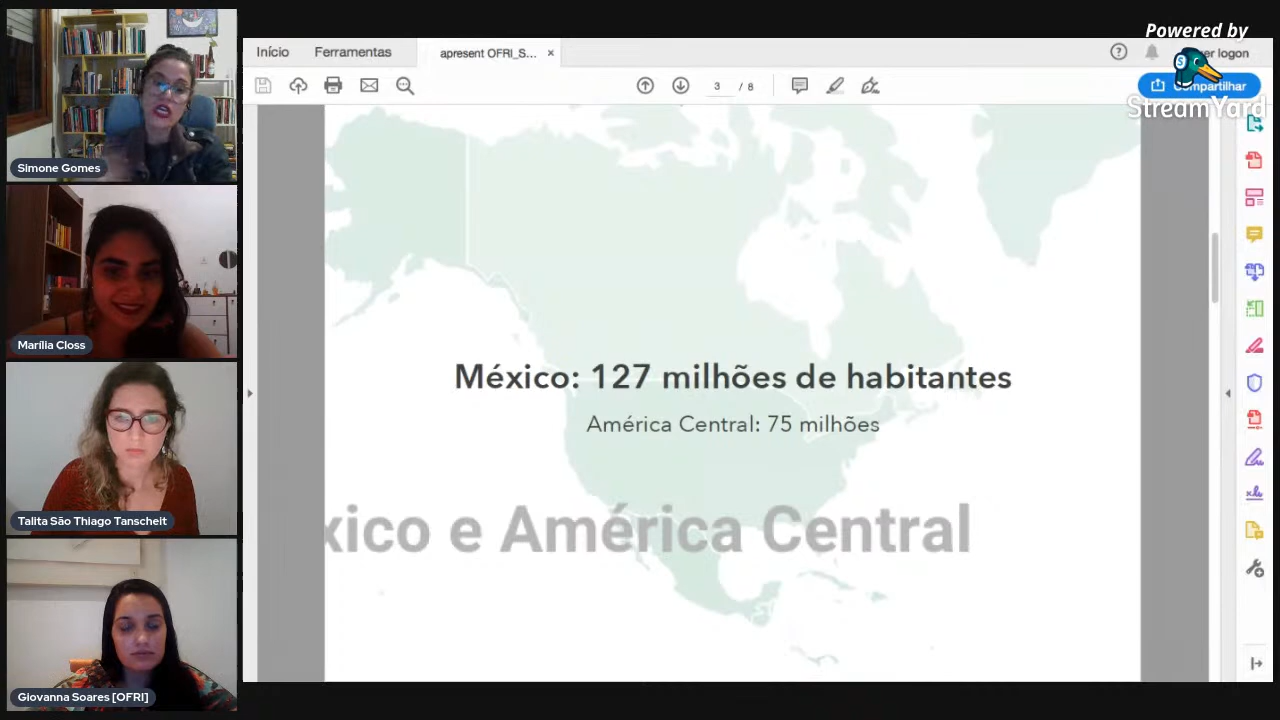 Powered by
StreamYard
Início
Ferramentas
apresent OFRI_S...
×
logon
3 / 8
Compartilhar
Simone Gomes
Marília Closs
Talita São Thiago Tanscheit
Giovanna Soares [OFRI]
México: 127 milhões de habitantes
América Central: 75 milhões
xico e América Central